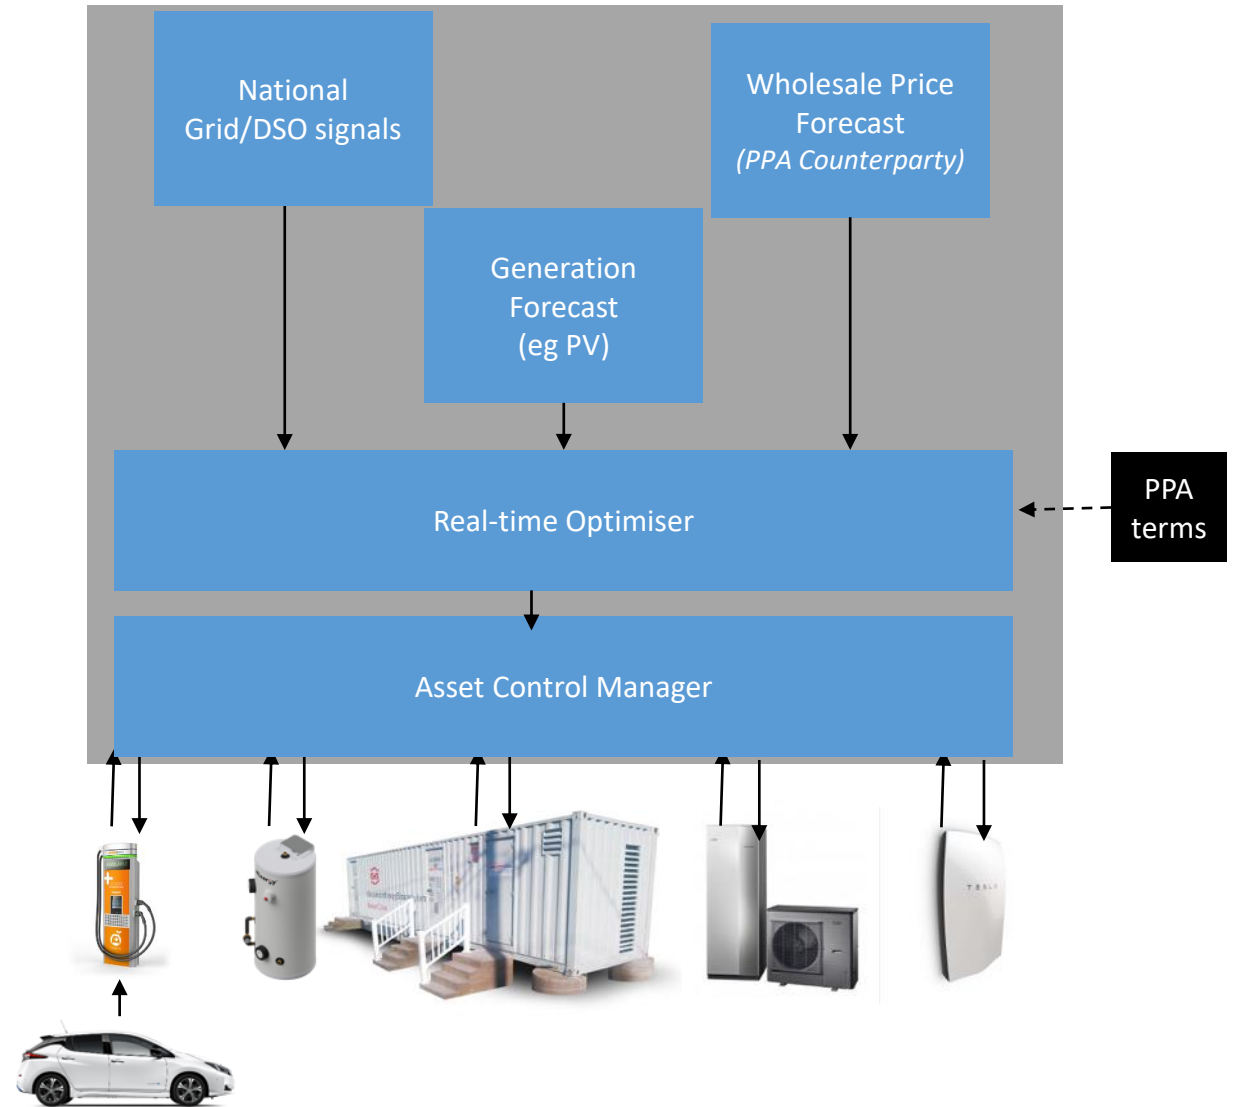 National
Grid/DSO signals
Wholesale Price
Forecast
(PPA Counterparty)
Generation
Forecast
(eg PV)
Real-time Optimiser
PPA
terms
Asset Control Manager
TESLA